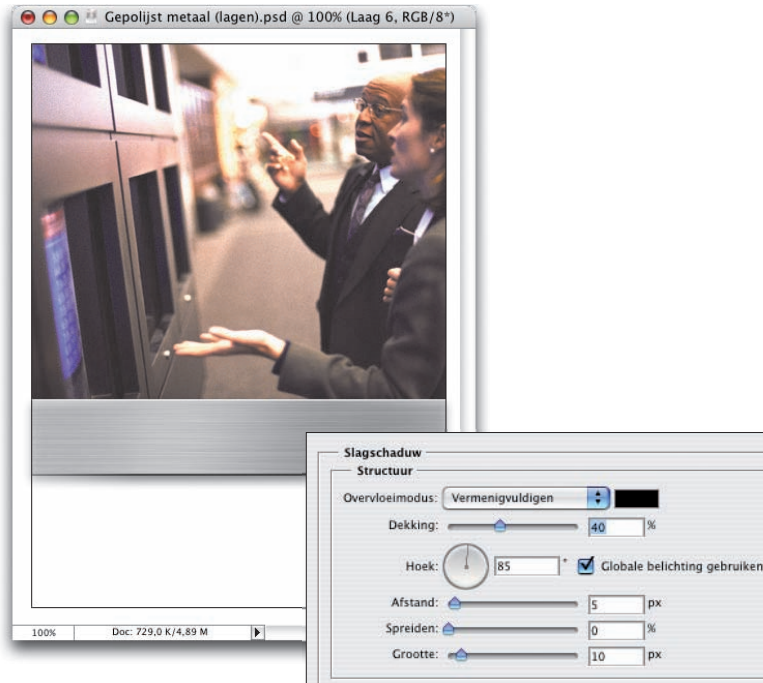 Gepolijst metaal (lagen).psd @ 100% (Laag 6, RGB/8*)
100% Doc: 729,0 K/4,89 M
Slagschaduw
Structuur
Overvloeimodus: Vermenigvuldigen
Dekking: 40 %
Hoek: 85 ° Globale belichting gebruiken
Afstand: 5 px
Spreiden: 0 %
Grootte: 10 px